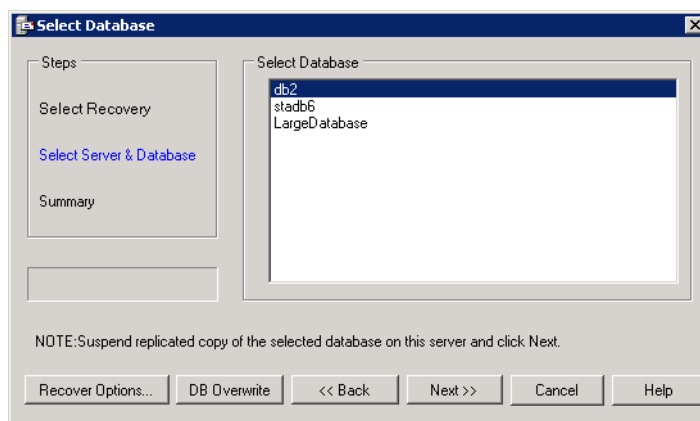 Select Database
Steps
Select Recovery
Select Server & Database
Summary
Select Database
db2
stadb6
LargeDatabase
NOTE:Suspend replicated copy of the selected database on this server and click Next.
Recover Options... DB Overwrite << Back Next >> Cancel Help